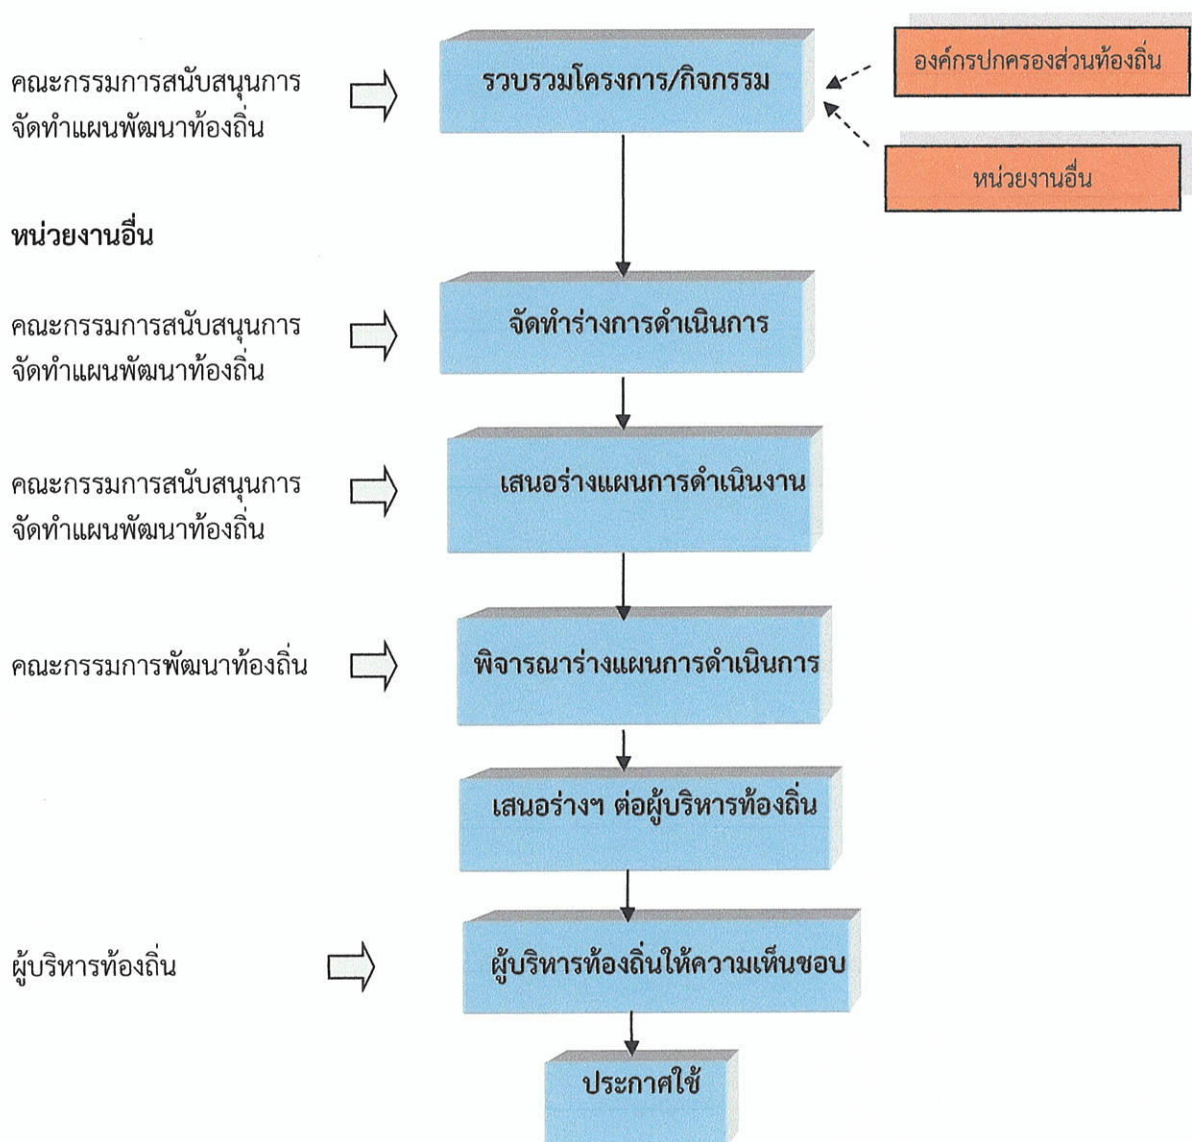 รวบรวมโครงการ/กิจกรรม
องค์กรปกครองส่วนท้องถิ่น
คณะกรรมการสนับสนุนการ
จัดทำแผนพัฒนาท้องถิ่น
หน่วยงานอื่น
หน่วยงานอื่น
คณะกรรมการสนับสนุนการ
จัดทำแผนพัฒนาท้องถิ่น
จัดทำร่างการดำเนินการ
คณะกรรมการสนับสนุนการ
จัดทำแผนพัฒนาท้องถิ่น
เสนอร่างแผนการดำเนินงาน
คณะกรรมการพัฒนาท้องถิ่น
พิจารณาร่างแผนการดำเนินการ
เสนอร่างฯ ต่อผู้บริหารท้องถิ่น
ผู้บริหารท้องถิ่น
ผู้บริหารท้องถิ่นให้ความเห็นชอบ
ประกาศใช้